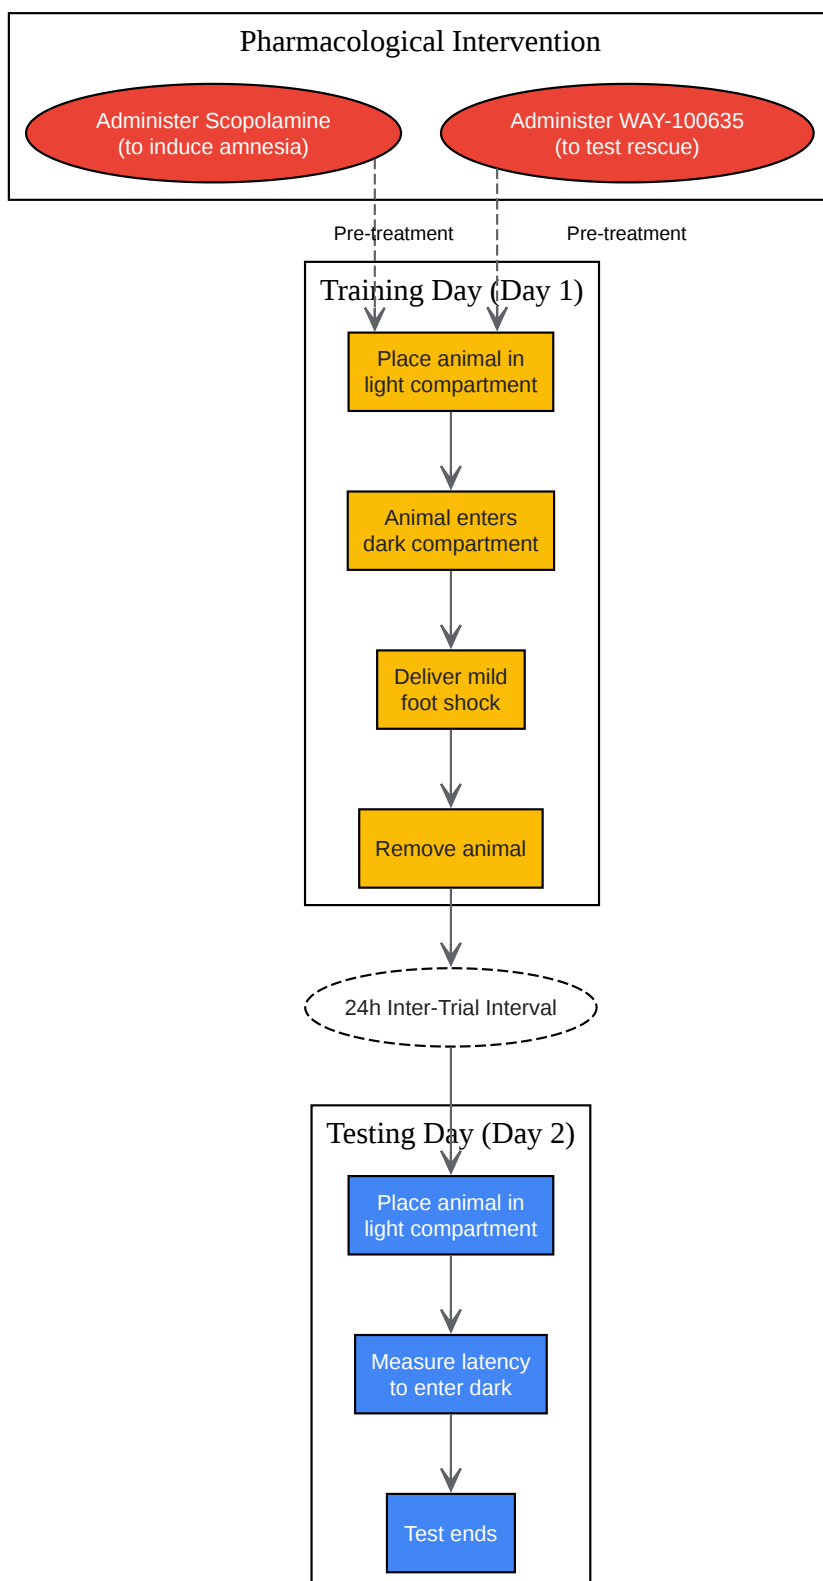 Pharmacological Intervention
Administer Scopolamine
(to induce amnesia)
Administer WAY-100635
(to test rescue)
Pre-treatment
Pre-treatment
Training Day (Day 1)
Place animal in
light compartment
Animal enters
dark compartment
Deliver mild
foot shock
Remove animal
24h Inter-Trial Interval
Testing Day (Day 2)
Place animal in
light compartment
Measure latency
to enter dark
Test ends